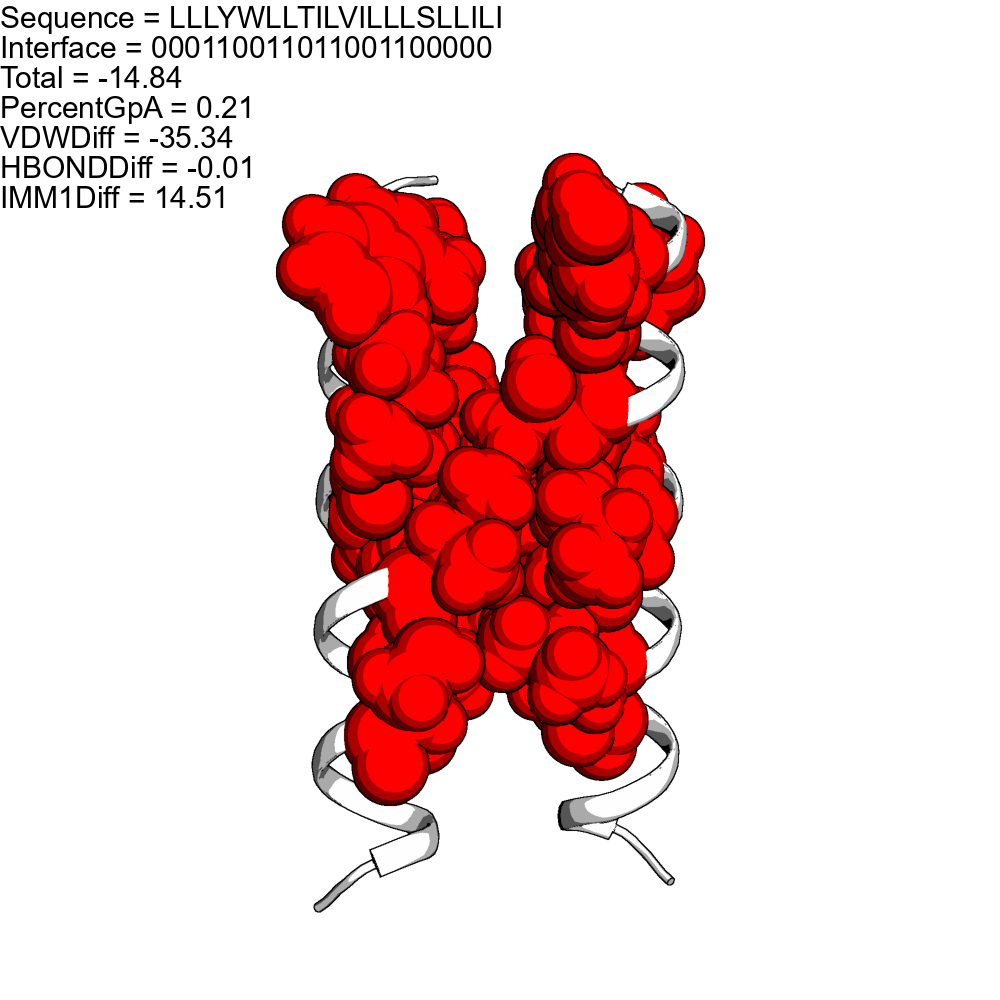 Sequence = LLLYWLLTILVILLLSLLILI
Interface = 000110011011001100000
Total = -14.84
PercentGpA = 0.21
VDWDiff = -35.34
HBONDDiff = -0.01
IMM1Diff = 14.51